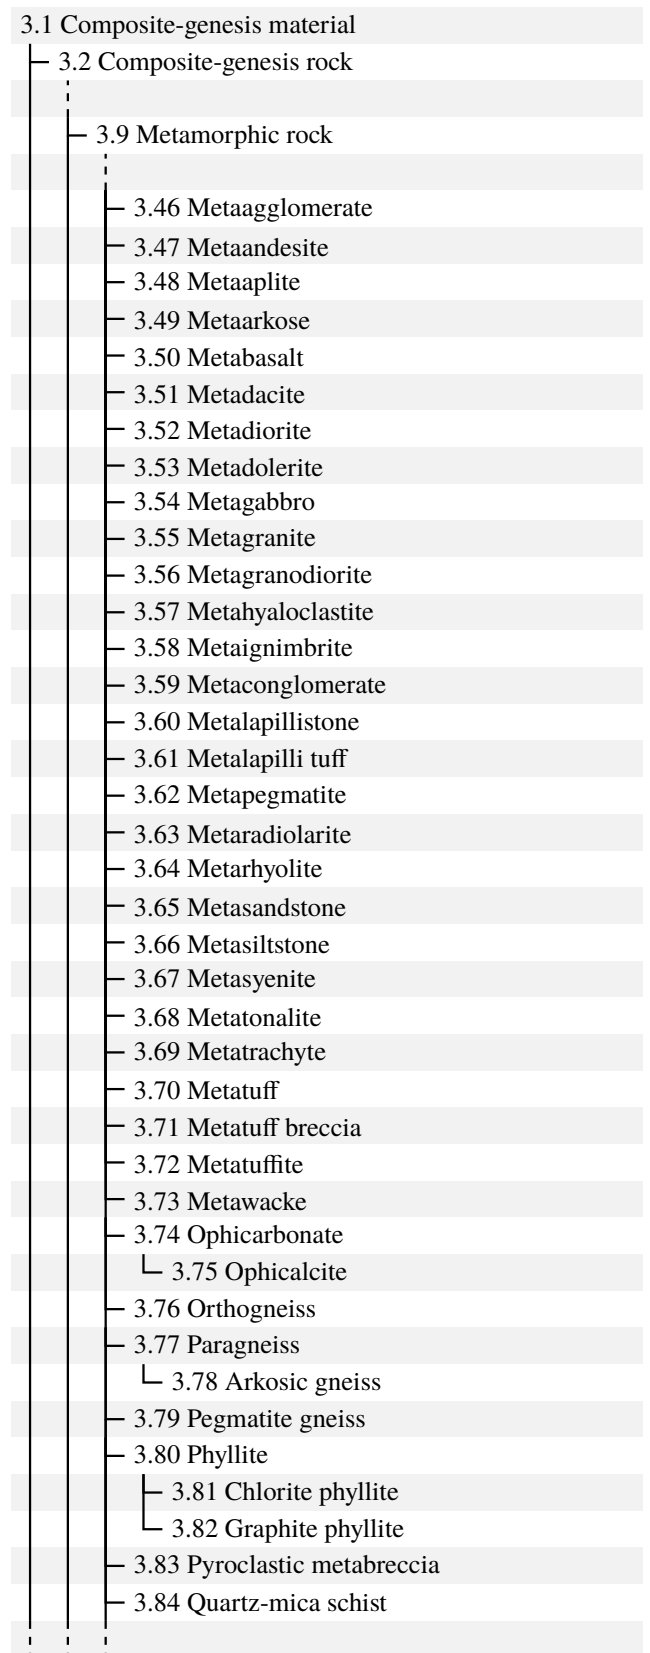 3.1 Composite-genesis material
3.2 Composite-genesis rock
3.9 Metamorphic rock
3.46 Metaagglomerate
3.47 Metaandesite
3.48 Metaaplite
3.49 Metaarkose
3.50 Metabasalt
3.51 Metadacite
3.52 Metadiorite
3.53 Metadolerite
3.54 Metagabbro
3.55 Metagranite
3.56 Metagranodiorite
3.57 Metahyaloclastite
3.58 Metaignimbrite
3.59 Metaconglomerate
3.60 Metalapillistone
3.61 Metalapilli tuff
3.62 Metapegmatite
3.63 Metaradiolarite
3.64 Metarhyolite
3.65 Metasandstone
3.66 Metasiltstone
3.67 Metasyenite
3.68 Metatonalite
3.69 Metatrachyte
3.70 Metatuff
3.71 Metatuff breccia
3.72 Metatuffite
3.73 Metawacke
3.74 Ophicarbonate
3.75 Ophicalcite
3.76 Orthogneiss
3.77 Paragneiss
3.78 Arkosic gneiss
3.79 Pegmatite gneiss
3.80 Phyllite
3.81 Chlorite phyllite
3.82 Graphite phyllite
3.83 Pyroclastic metabreccia
3.84 Quartz-mica schist